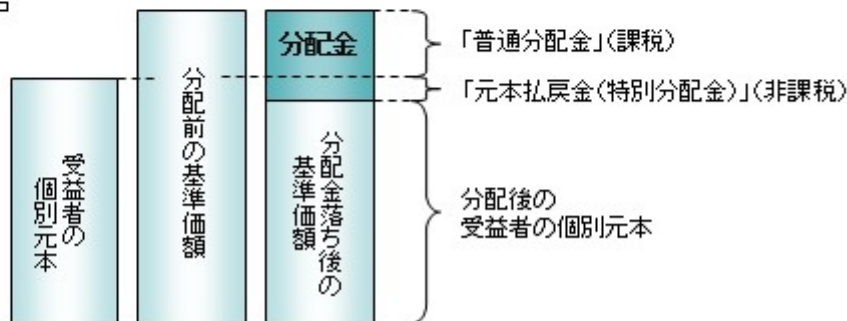 受益者の
個別元本
分配前の基準価額
分配金
分配金落ち後の
基準価額
「普通分配金」(課税)
「元本払戻金(特別分配金)」(非課税)
分配後の
受益者の個別元本